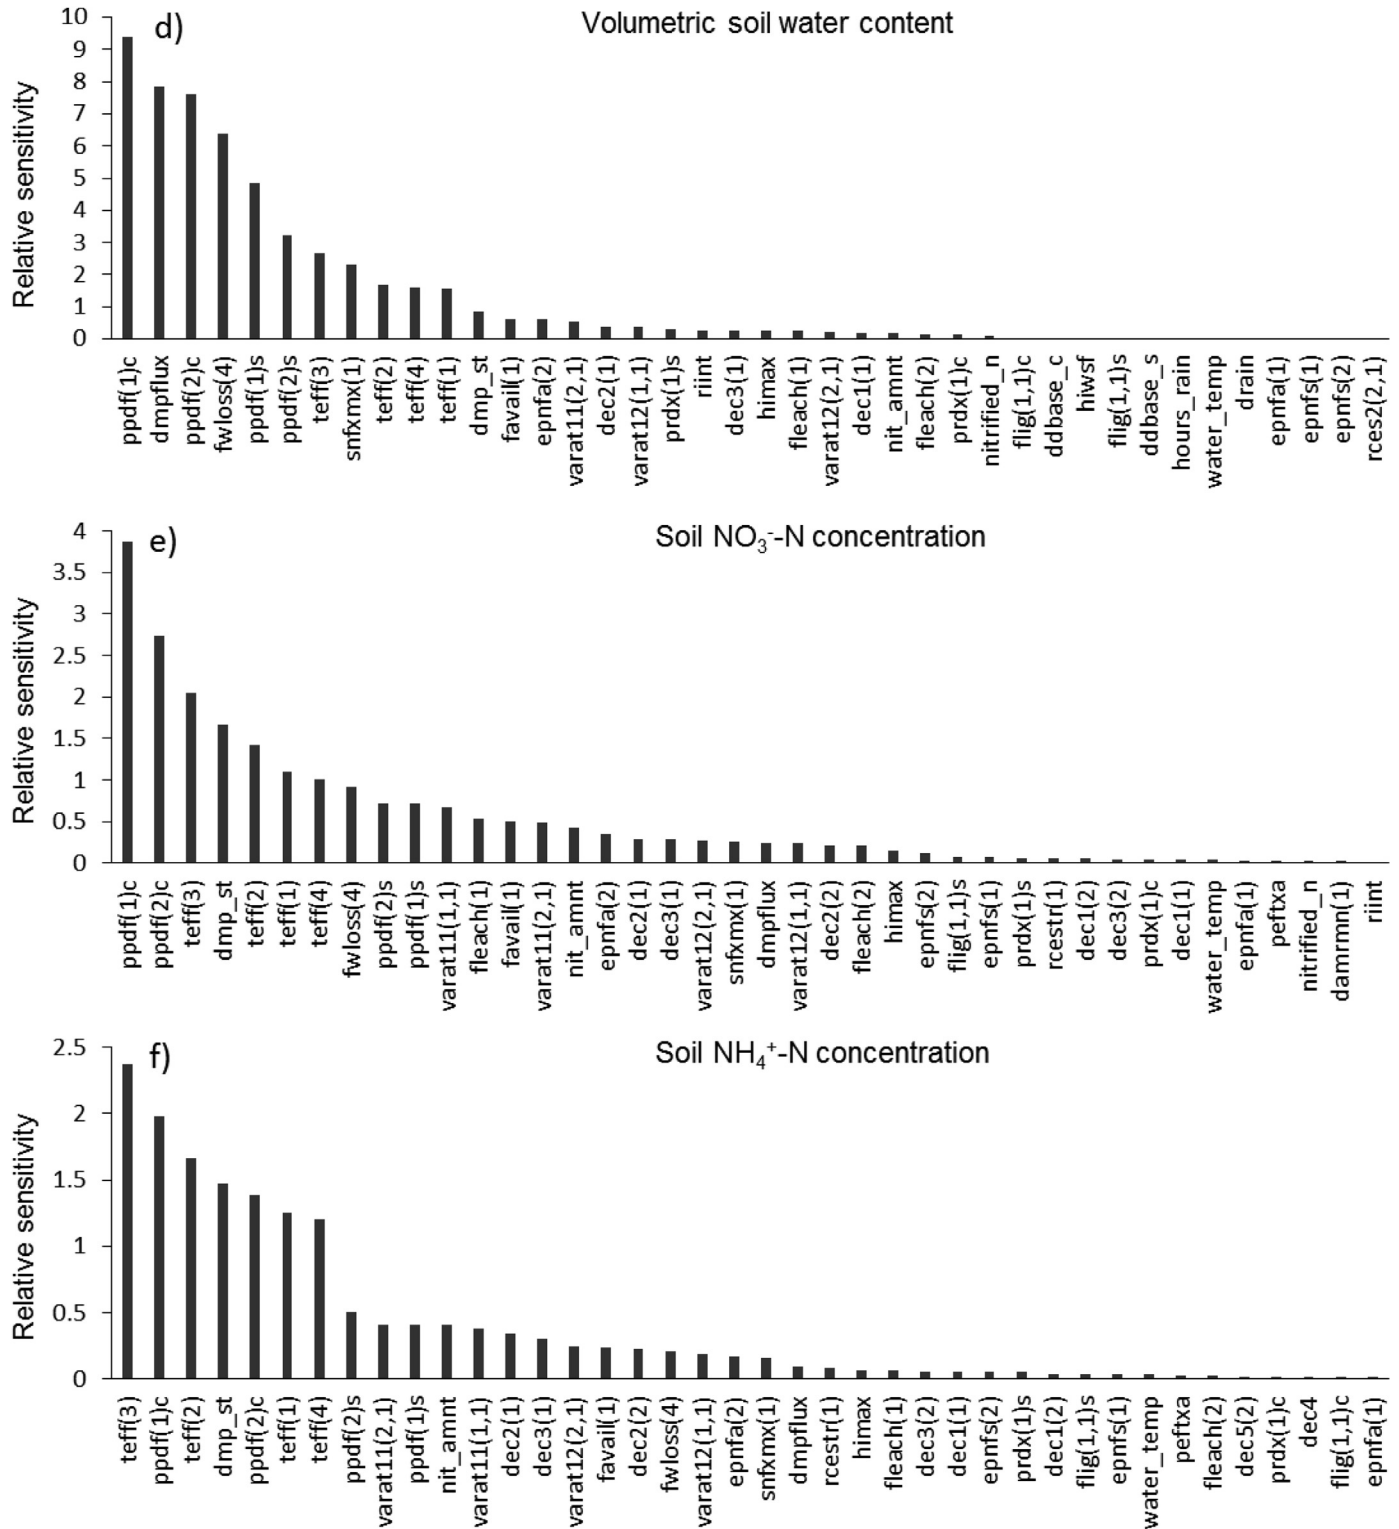 d)
Volumetric soil water content
Relative sensitivity
10
9
8
7
6
5
4
3
2
1
0
ppdf(1)c
dmpflux
ppdf(2)c
fwloss(4)
ppdf(1)s
ppdf(2)s
teff(3)
snfxmx(1)
teff(2)
teff(4)
teff(1)
dmp_st
favail(1)
epnfa(2)
varat11(2,1)
dec2(1)
varat12(1,1)
prdx(1)s
riint
dec3(1)
himax
fleach(1)
varat12(2,1)
dec1(1)
nit_amnt
fleach(2)
prdx(1)c
nitrified_n
flig(1,1)c
ddbase_c
hiwsf
flig(1,1)s
ddbase_s
hours_rain
water_temp
drain
epnfa(1)
epnfs(1)
epnfs(2)
rces2(2,1)
e)
Soil NO₃⁻-N concentration
Relative sensitivity
4
3.5
3
2.5
2
1.5
1
0.5
0
ppdf(1)c
ppdf(2)c
teff(3)
dmp_st
teff(2)
teff(1)
teff(4)
fwloss(4)
ppdf(2)s
ppdf(1)s
varat11(1,1)
fleach(1)
favail(1)
varat11(2,1)
nit_amnt
epnfa(2)
dec2(1)
dec3(1)
varat12(2,1)
snfxmx(1)
dmpflux
varat12(1,1)
dec2(2)
fleach(2)
himax
epnfs(2)
flig(1,1)s
epnfs(1)
prdx(1)s
rcestr(1)
dec1(2)
dec3(2)
prdx(1)c
dec1(1)
water_temp
epnfa(1)
peftxa
nitrified_n
damrmn(1)
riint
f)
Soil NH₄⁺-N concentration
Relative sensitivity
2.5
2
1.5
1
0.5
0
teff(3)
ppdf(1)c
teff(2)
dmp_st
ppdf(2)c
teff(1)
teff(4)
ppdf(2)s
varat11(2,1)
ppdf(1)s
nit_amnt
varat11(1,1)
dec2(1)
dec3(1)
varat12(2,1)
favail(1)
dec2(2)
fwloss(4)
varat12(1,1)
epnfa(2)
snfxmx(1)
dmpflux
rcestr(1)
himax
fleach(1)
dec3(2)
dec1(1)
epnfs(2)
prdx(1)s
dec1(2)
flig(1,1)s
epnfs(1)
water_temp
peftxa
fleach(2)
dec5(2)
prdx(1)c
dec4
flig(1,1)c
epnfa(1)